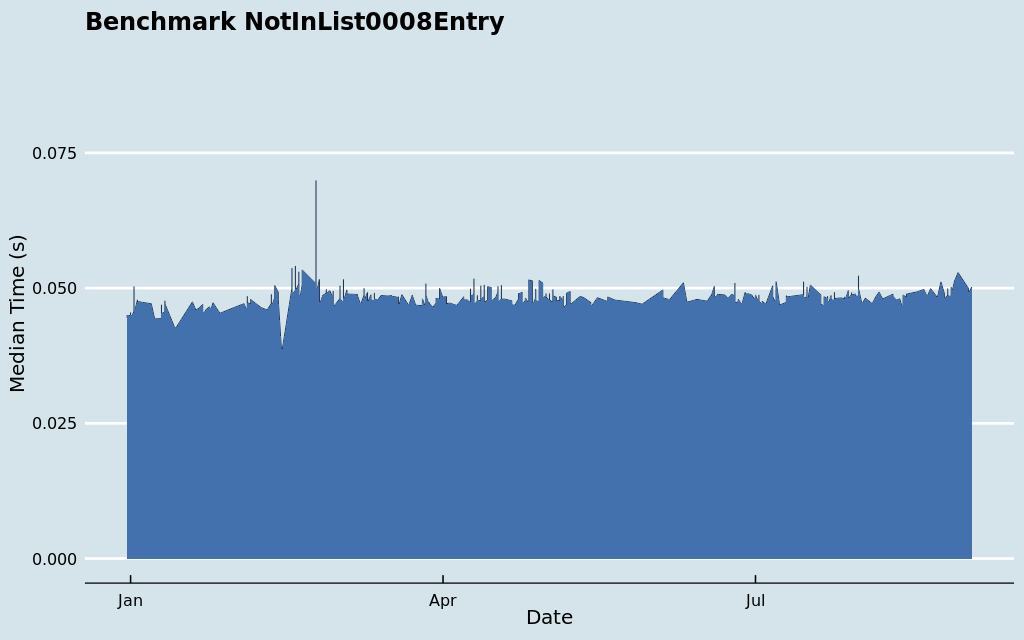 Benchmark NotInList0008Entry
0.075
0.050
0.025
0.000
Median Time (s)
Jan
Apr
Jul
Date